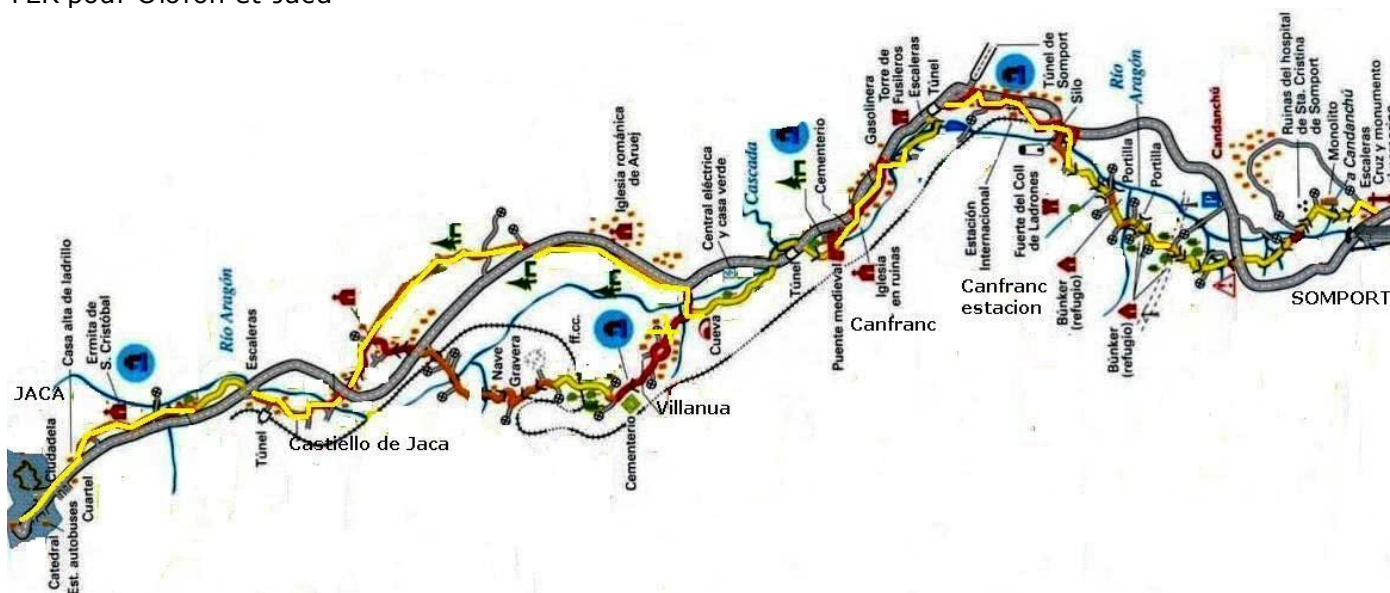 TER pour Oloron et Jaca
JACA
Catedral
Est. autobuses
Ciudadela
Cuartel
Casa alta de ladrillo
Ermita de
S. Cristóbal
Río Aragón
Escaleras
Túnel
Castiello de Jaca
Nave
Gravera
ff.cc.
Cementerio
Villanua
Iglesia románica
de Aruej
Cueva
Central eléctrica
y casa verde
Cascada
Túnel
Puente medieval
Cementerio
Iglesia
en ruinas
Canfranc
Gasolinera
Torre de
Fusileros
Escaleras
Túnel
Estación
Internacional
Canfranc
estacion
Fuerte del Coll
de Ladrones
Túnel de
Somport
Silo
Búnker
(refugio)
Búnker
(refugio)
Río
Aragón
Portilla
Portilla
Candanchú
Ruinas del hospital
de Sta. Cristina
de Somport
Monolito
a Candanchú
Escaleras
Cruz y monumento
SOMPORT